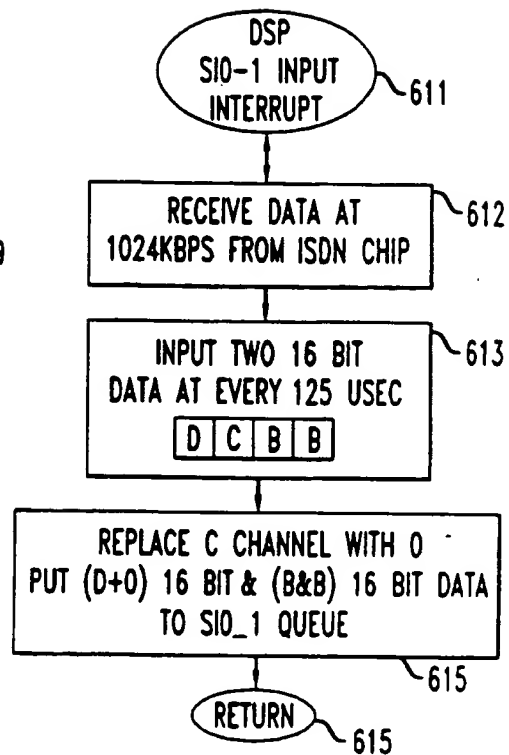 DSP
SIO-1 INPUT
INTERRUPT
611
RECEIVE DATA AT
1024KBPS FROM ISDN CHIP
612
9
INPUT TWO 16 BIT
DATA AT EVERY 125 USEC
D C B B
613
REPLACE C CHANNEL WITH 0
PUT (D+0) 16 BIT & (B&B) 16 BIT DATA
TO SIO_1 QUEUE
615
RETURN
615